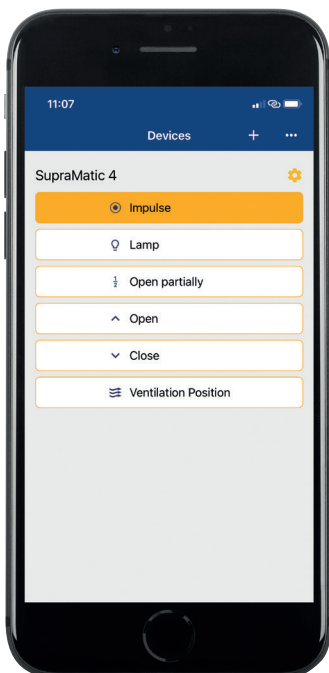 11:07
Devices + •••
SupraMatic 4
Impulse
Lamp
1/2 Open partially
Open
Close
Ventilation Position